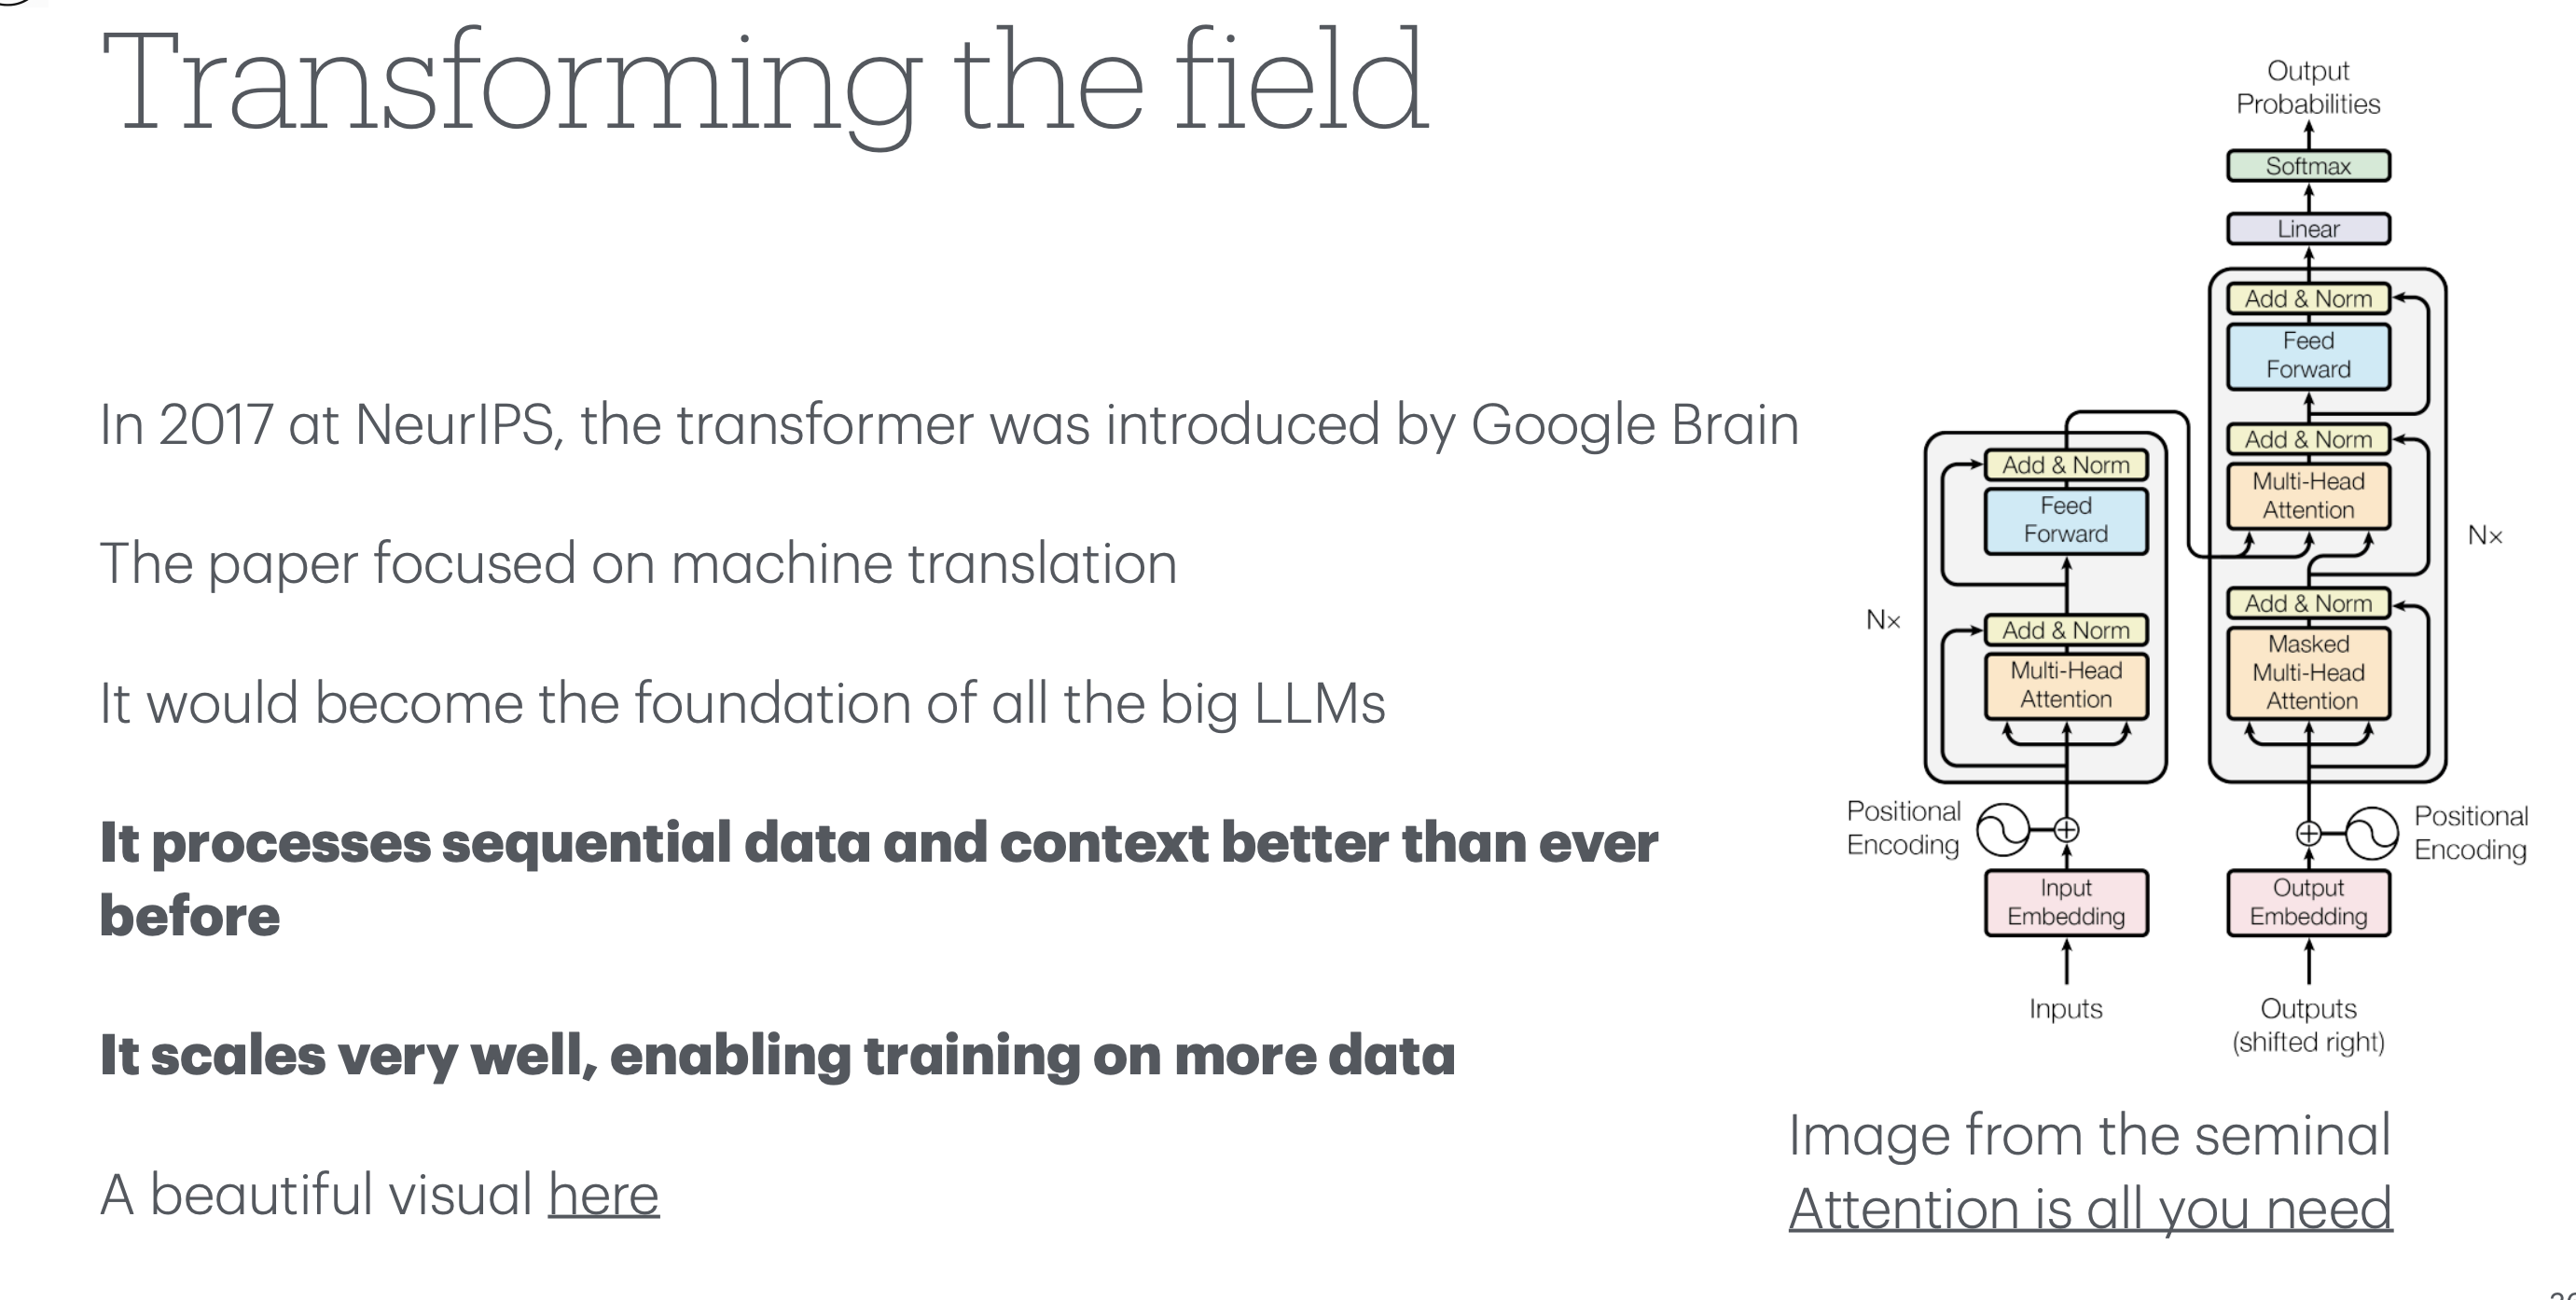 Transforming the field
In 2017 at NeurIPS, the transformer was introduced by Google Brain
The paper focused on machine translation
It would become the foundation of all the big LLMs
It processes sequential data and context better than ever
before
It scales very well, enabling training on more data
A beautiful visual here
Output
Probabilities
Softmax
Linear
Add & Norm
Feed
Forward
Add & Norm
Multi-Head
Attention
Nx
Add & Norm
Masked
Multi-Head
Attention
Add & Norm
Feed
Forward
Nx
Add & Norm
Multi-Head
Attention
Positional
Encoding
Positional
Encoding
Input
Embedding
Output
Embedding
Inputs
Outputs
(shifted right)
Image from the seminal
Attention is all you need